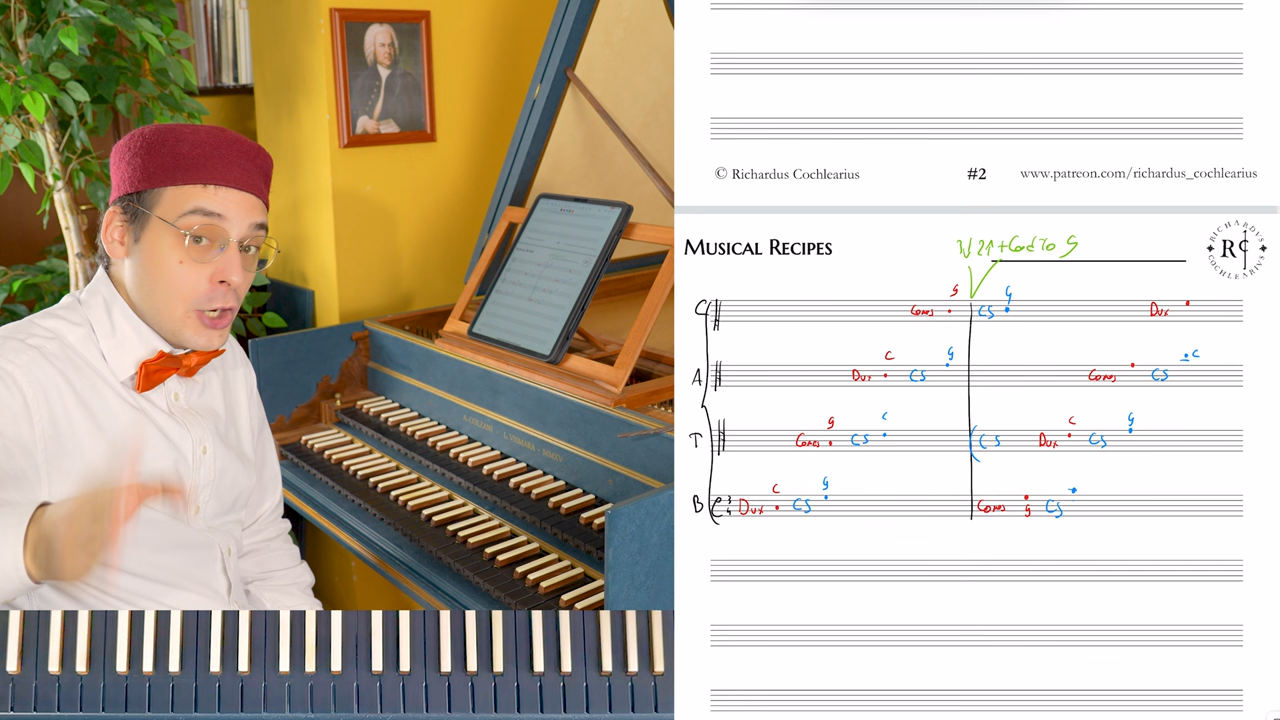 © Richardus Cochlearius #2 www.patreon.com/richardus_cochlearius
Musical Recipes
RICHARDUS COCHLEARIUS
G G
C Comes CS Dux
C G C
A Dux CS Comes CS
G C C G
T Comes CS CS Dux CS
C G
B Dux CS Comes G CS